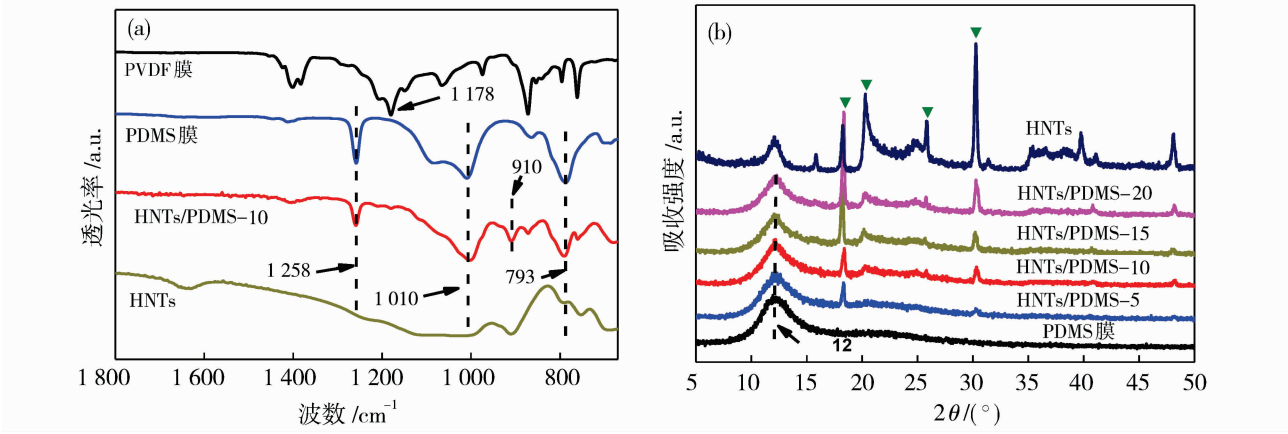 (a)
PVDF膜
1 178
PDMS膜
910
HNTs/PDMS-10
1 258
793
HNTs
1 010
透光率 /a.u.
1 800
1 600
1 400
1 200
1 000
800
波数 /cm⁻¹
(b)
HNTs
HNTs/PDMS-20
HNTs/PDMS-15
HNTs/PDMS-10
HNTs/PDMS-5
PDMS膜
12
吸收强度 /a.u.
5
10
15
20
25
30
35
40
45
50
2θ/(°)